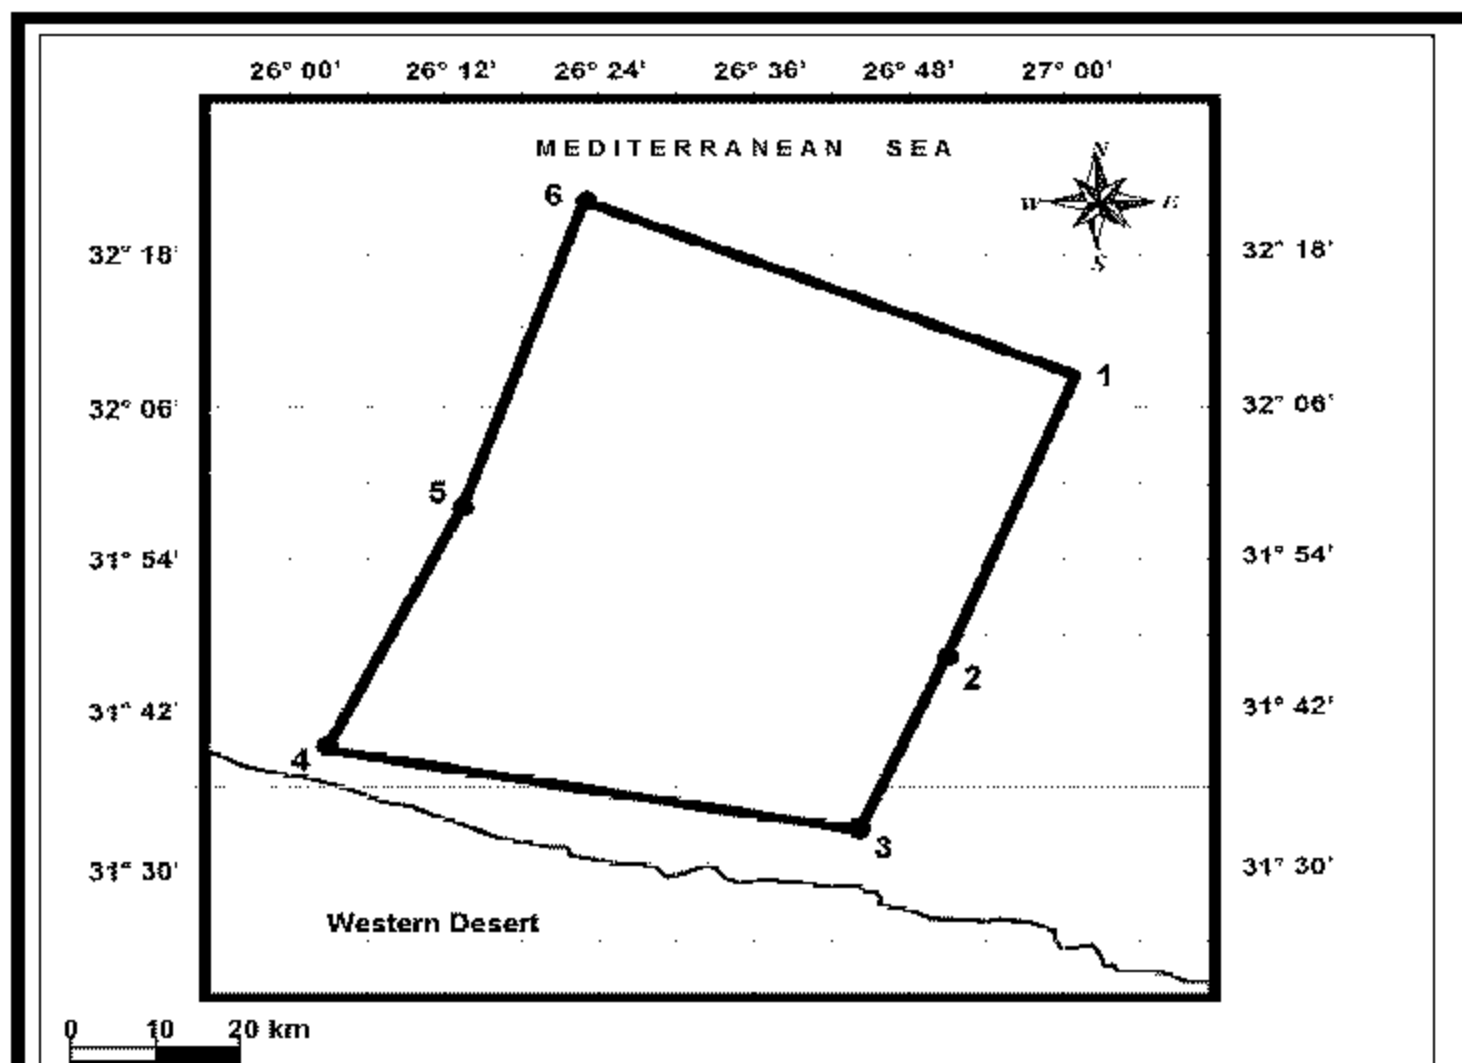 26° 00' 26° 12' 26° 24' 26° 36' 26° 48' 27° 00'
MEDITERRANEAN SEA
N
6
W E
32° 18' 32° 18'
S
1
32° 06' 32° 06'
5
31° 54' 31° 54'
2
31° 42' 31° 42'
4
3
31° 30' 31° 30'
Western Desert
0 10 20 km